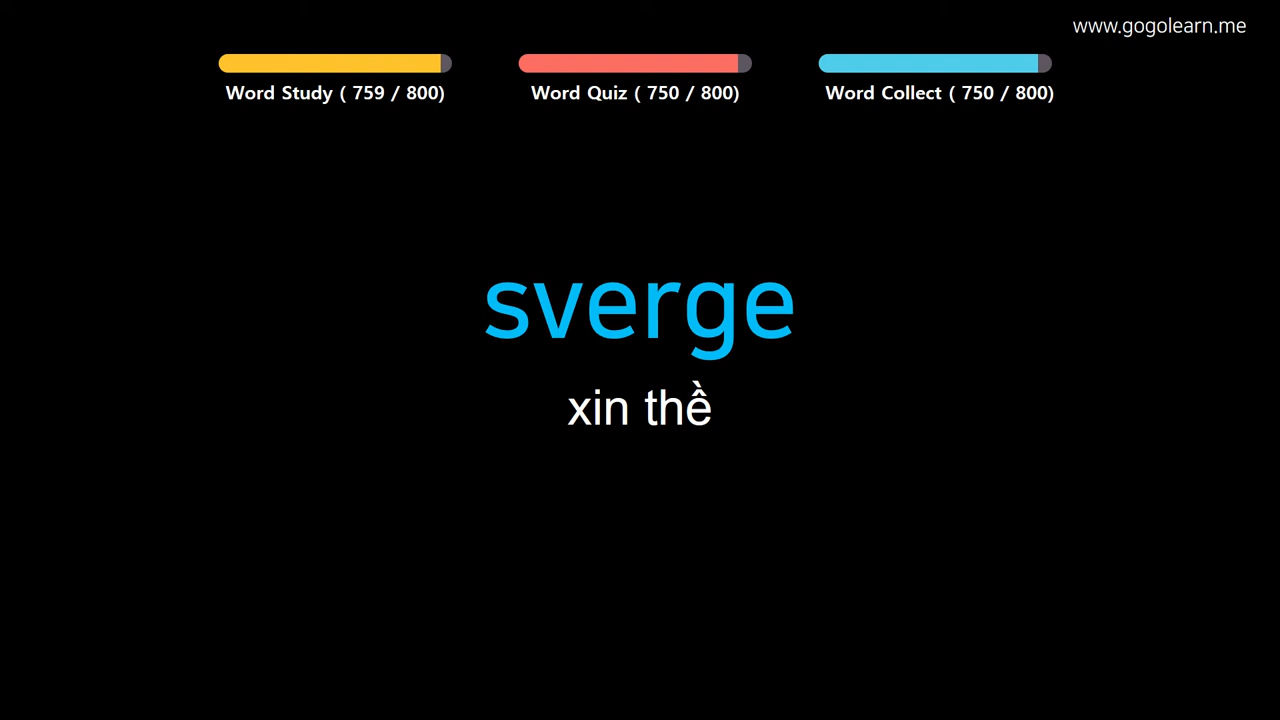 www.gogolearn.me
Word Study ( 759 / 800)
Word Quiz ( 750 / 800)
Word Collect ( 750 / 800)
sverge
xin thề